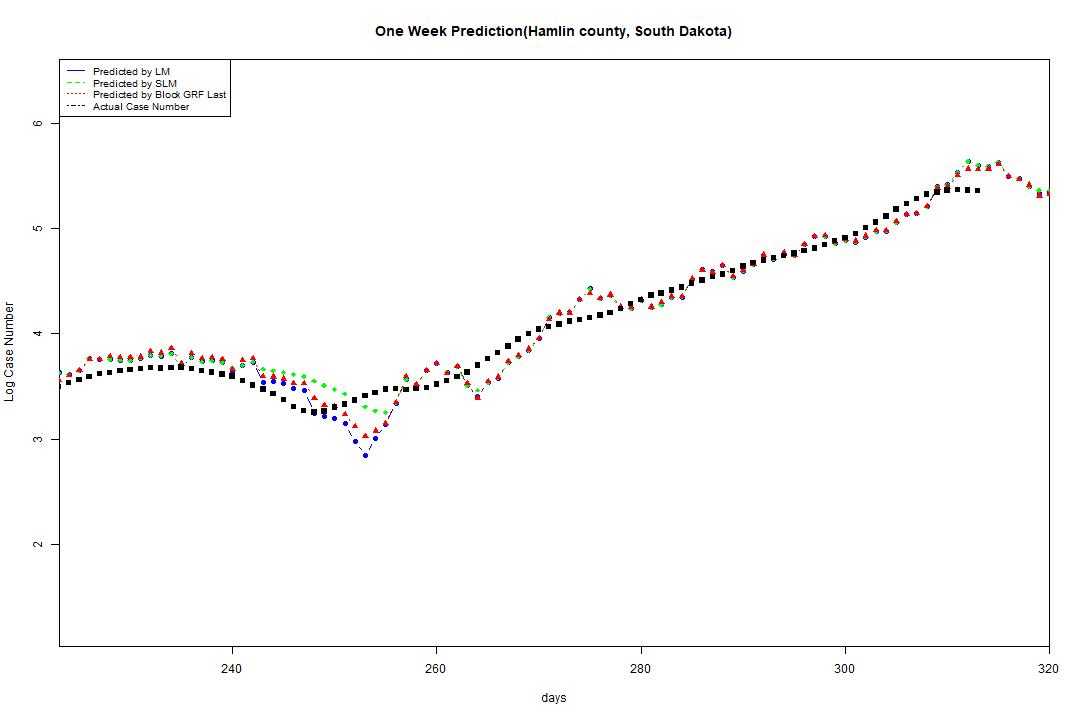 One Week Prediction(Hamlin county, South Dakota)
Predicted by LM
Predicted by SLM
Predicted by Block GRF Last
Actual Case Number
6
5
4
3
2
Log Case Number
240 260 280 300 320
days